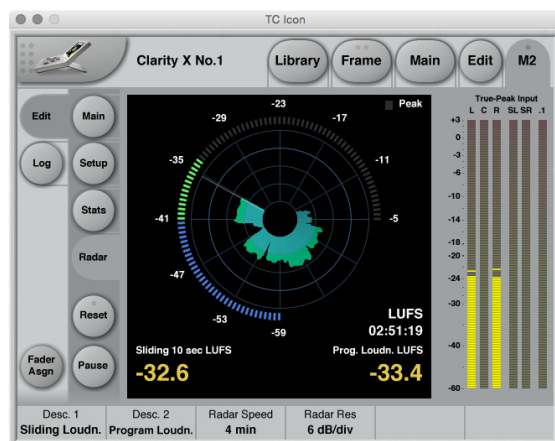 TC Icon
Clarity X
No.1
Library
Frame
Main
Edit
M2
Edit
Log
Fader
Asgn
Main
Setup
Stats
Radar
Reset
Pause
Peak
-23
-29
-17
-35
-11
-41
-5
-47
-53
-59
LUFS
02:51:19
Sliding 10 sec LUFS
Prog. Loudn. LUFS
-32.6
-33.4
True-Peak Input
L C R SL SR .1
+3
0
-3
-6
-10
-14
-18
-20
-24
-30
-40
-60
Desc. 1
Sliding Loudn.
Desc. 2
Program Loudn.
Radar Speed
4 min
Radar Res
6 dB/div